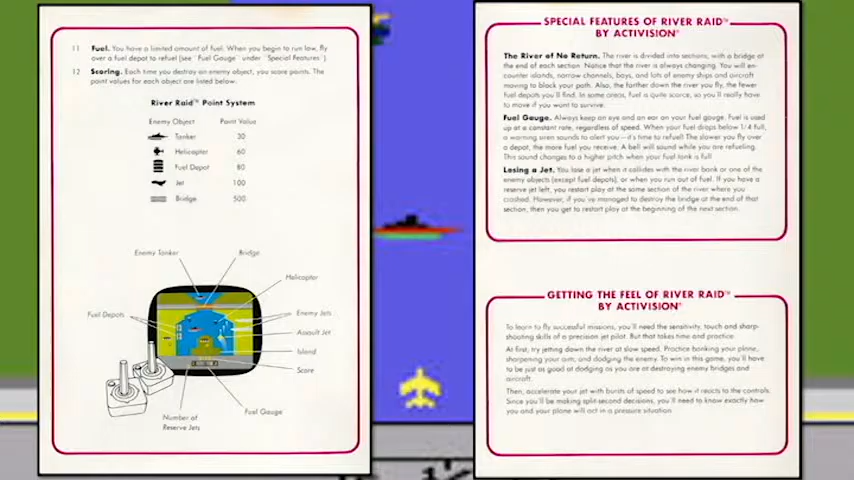 11 Fuel. You have a limited amount of fuel. When you begin to run low, fly
over a fuel depot to refuel (see "Fuel Gauge" under "Special Features").
12 Scoring. Each time you destroy an enemy object, you score points. The
point values for each object are listed below.
River Raid™ Point System
Enemy Object Point Value
Tanker 30
Helicopter 60
Fuel Depot 80
Jet 100
Bridge 500
Enemy Tanker
Bridge
Helicopter
Fuel Depots
Enemy Jets
Assault Jet
Island
Score
Fuel Gauge
Number of
Reserve Jets
SPECIAL FEATURES OF RIVER RAID™
BY ACTIVISION®
The River of No Return. The river is divided into sections, with a bridge at
the end of each section. Notice that the river is always changing. You will en-
counter islands, narrow channels, bays, and lots of enemy ships and aircraft
moving to block your path. Also, the farther down the river you fly, the fewer
fuel depots you'll find. In some areas, fuel is quite scarce, so you'll really have
to move if you want to survive.
Fuel Gauge. Always keep an eye and an ear on your fuel gauge. Fuel is used
up at a constant rate, regardless of speed. When your fuel drops below 1/4 full,
a warning siren sounds to alert you—it's time to refuel! The slower you fly over
a depot, the more fuel you receive. A bell will sound while you are refueling.
This sound changes to a higher pitch when your fuel tank is full.
Losing a Jet. You lose a jet when it collides with the river bank or one of the
enemy objects (except fuel depots), or when you run out of fuel. If you have a
reserve jet left, you restart play at the same section of the river where you
crashed. However, if you've managed to destroy the bridge at the end of that
section, then you get to restart play at the beginning of the next section.
GETTING THE FEEL OF RIVER RAID™
BY ACTIVISION®
To learn to fly successful missions, you'll need the sensitivity, touch and sharp-
shooting skills of a precision jet pilot. But that takes time and practice.
At first, try jetting down the river at slow speed. Practice banking your plane,
sharpening your aim, and dodging the enemy. To win in this game, you'll have
to be just as good at dodging as you are at destroying enemy bridges and
aircraft.
Then, accelerate your jet with bursts of speed to see how it reacts to the controls.
Since you'll be making split-second decisions, you'll need to know exactly how
you and your plane will act in a pressure situation.